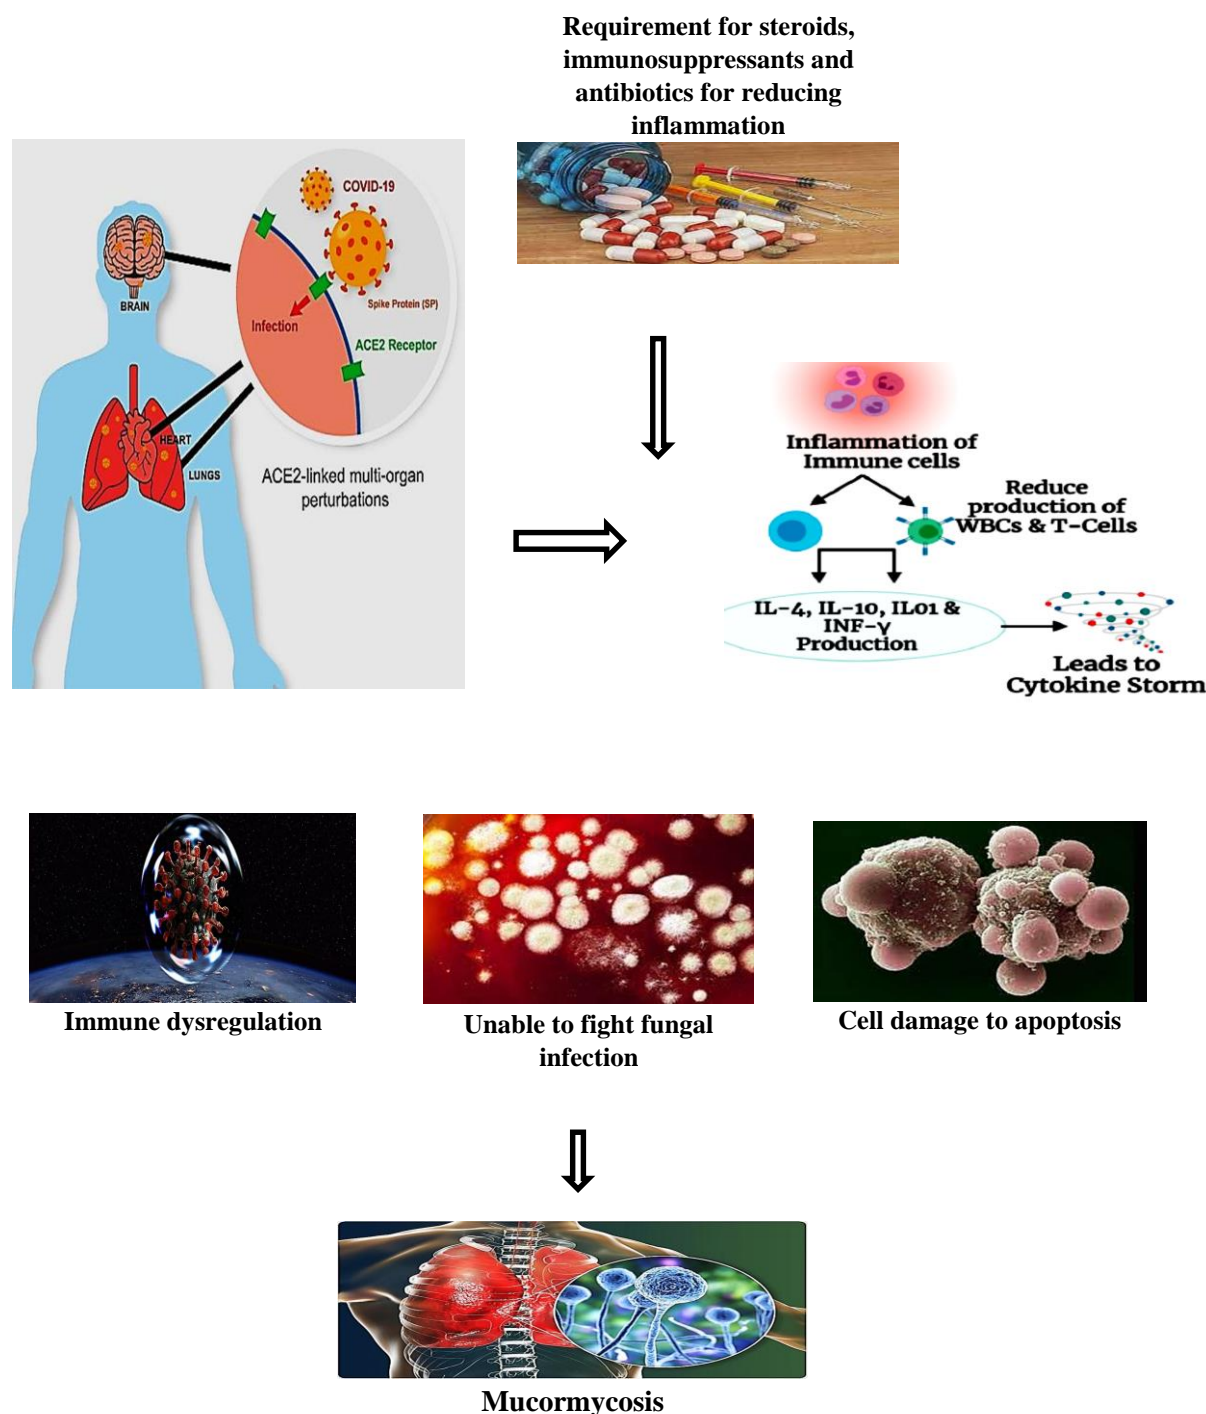 Requirement for steroids,
immunosuppressants and
antibiotics for reducing
inflammation
COVID-19
BRAIN
Spike Protein (SP)
Infection
ACE2 Receptor
HEART
LUNGS
ACE2-linked multi-organ
perturbations
Inflammation of
Immune cells
Reduce
production of
WBCs & T-Cells
IL-4, IL-10, IL01 &
INF-γ
Production
Leads to
Cytokine Storm
Immune dysregulation
Unable to fight fungal
infection
Cell damage to apoptosis
Mucormycosis